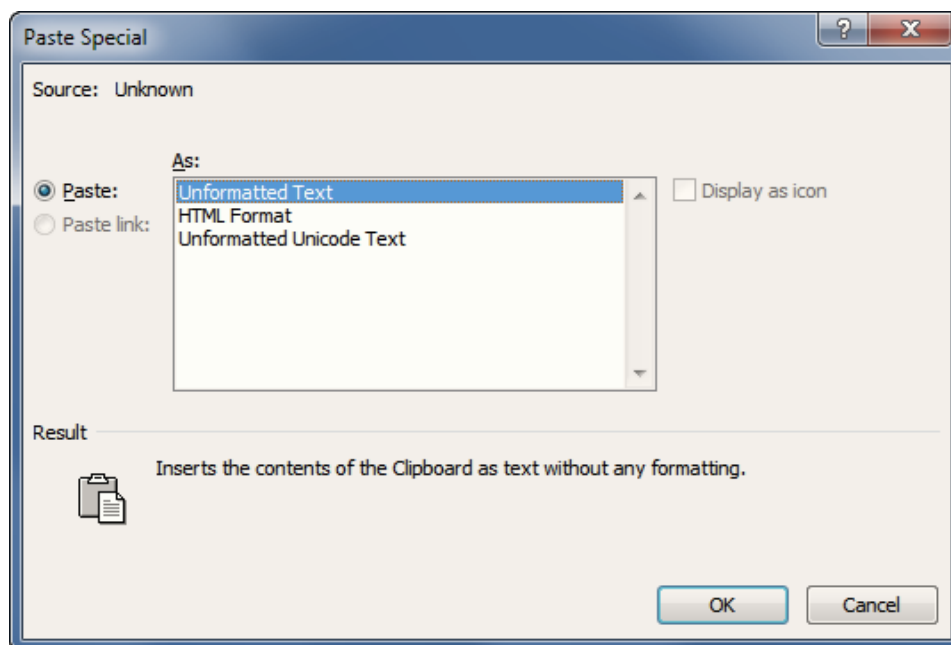 Paste Special
Source: Unknown
As:
Paste:
Paste link:
Unformatted Text
HTML Format
Unformatted Unicode Text
Display as icon
Result
Inserts the contents of the Clipboard as text without any formatting.
OK
Cancel